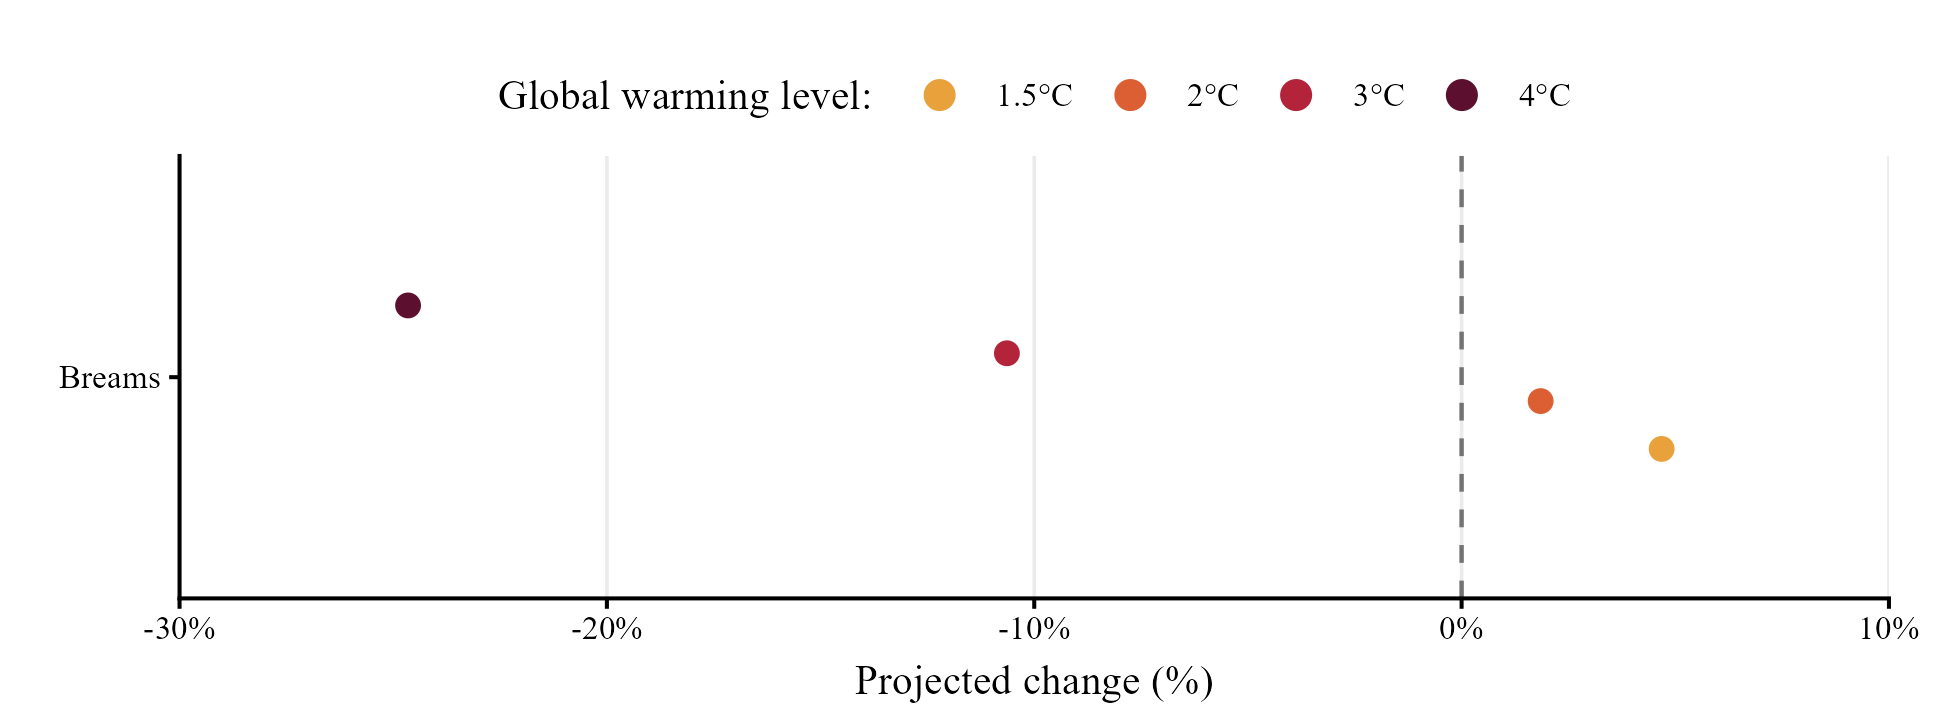 Global warming level: 1.5°C 2°C 3°C 4°C
Breams
-30% -20% -10% 0% 10%
Projected change (%)